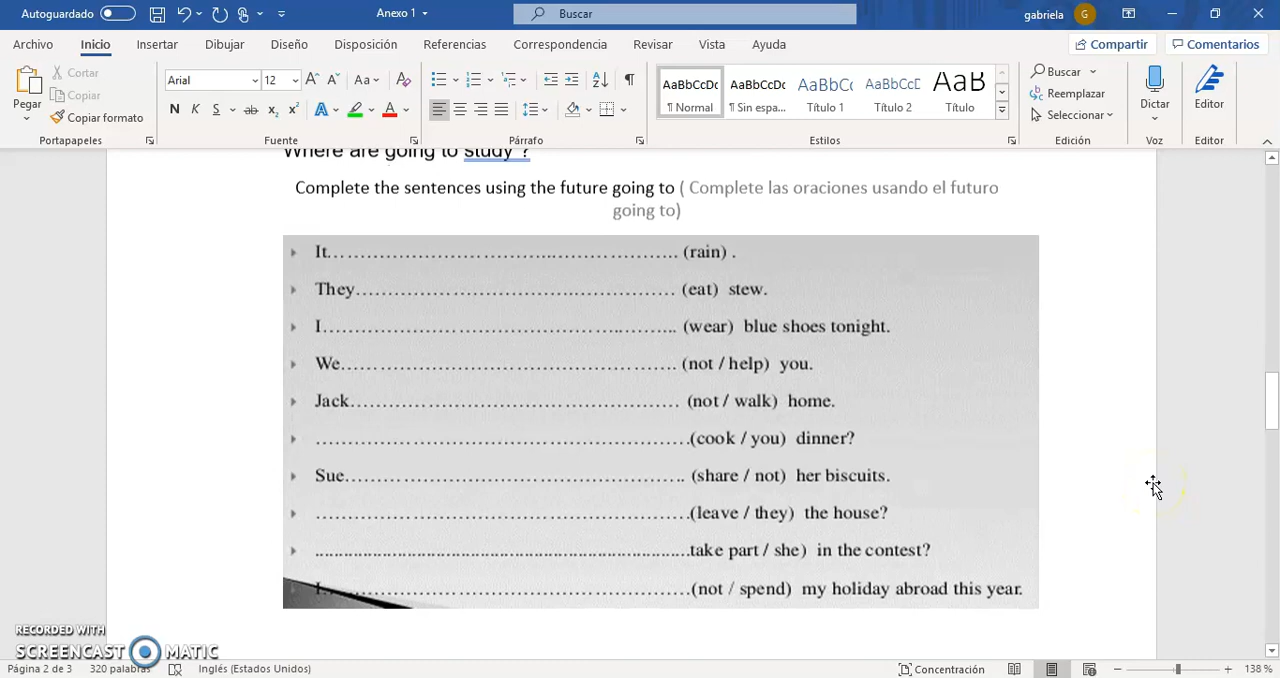 Autoguardado
Anexo 1
Buscar
gabriela
G
Archivo Inicio Insertar Dibujar Diseño Disposición Referencias Correspondencia Revisar Vista Ayuda
Compartir Comentarios
Pegar
Cortar
Copiar
Copiar formato
Portapapeles
Arial 12
N K S
Fuente
Párrafo
AaBbCcDc AaBbCcDc AaBbCc AaBbCcD AaB
¶ Normal ¶ Sin espa... Título 1 Título 2 Título
Estilos
Buscar
Reemplazar
Seleccionar
Edición
Dictar
Voz
Editor
Editor
Where are going to study ?
Complete the sentences using the future going to ( Complete las oraciones usando el futuro
going to)
It………………………………………………….. (rain) .
They…………………………………………… (eat) stew.
I……………………………………………….. (wear) blue shoes tonight.
We……………………………………………. (not / help) you.
Jack…………………………………………… (not / walk) home.
………………………………………………….(cook / you) dinner?
Sue…………………………………………….. (share / not) her biscuits.
………………………………………………….(leave / they) the house?
………………………………………………….take part / she) in the contest?
I……………………………………………….(not / spend) my holiday abroad this year.
RECORDED WITH
SCREENCAST MATIC
Página 2 de 3 320 palabras Inglés (Estados Unidos) Concentración 138 %